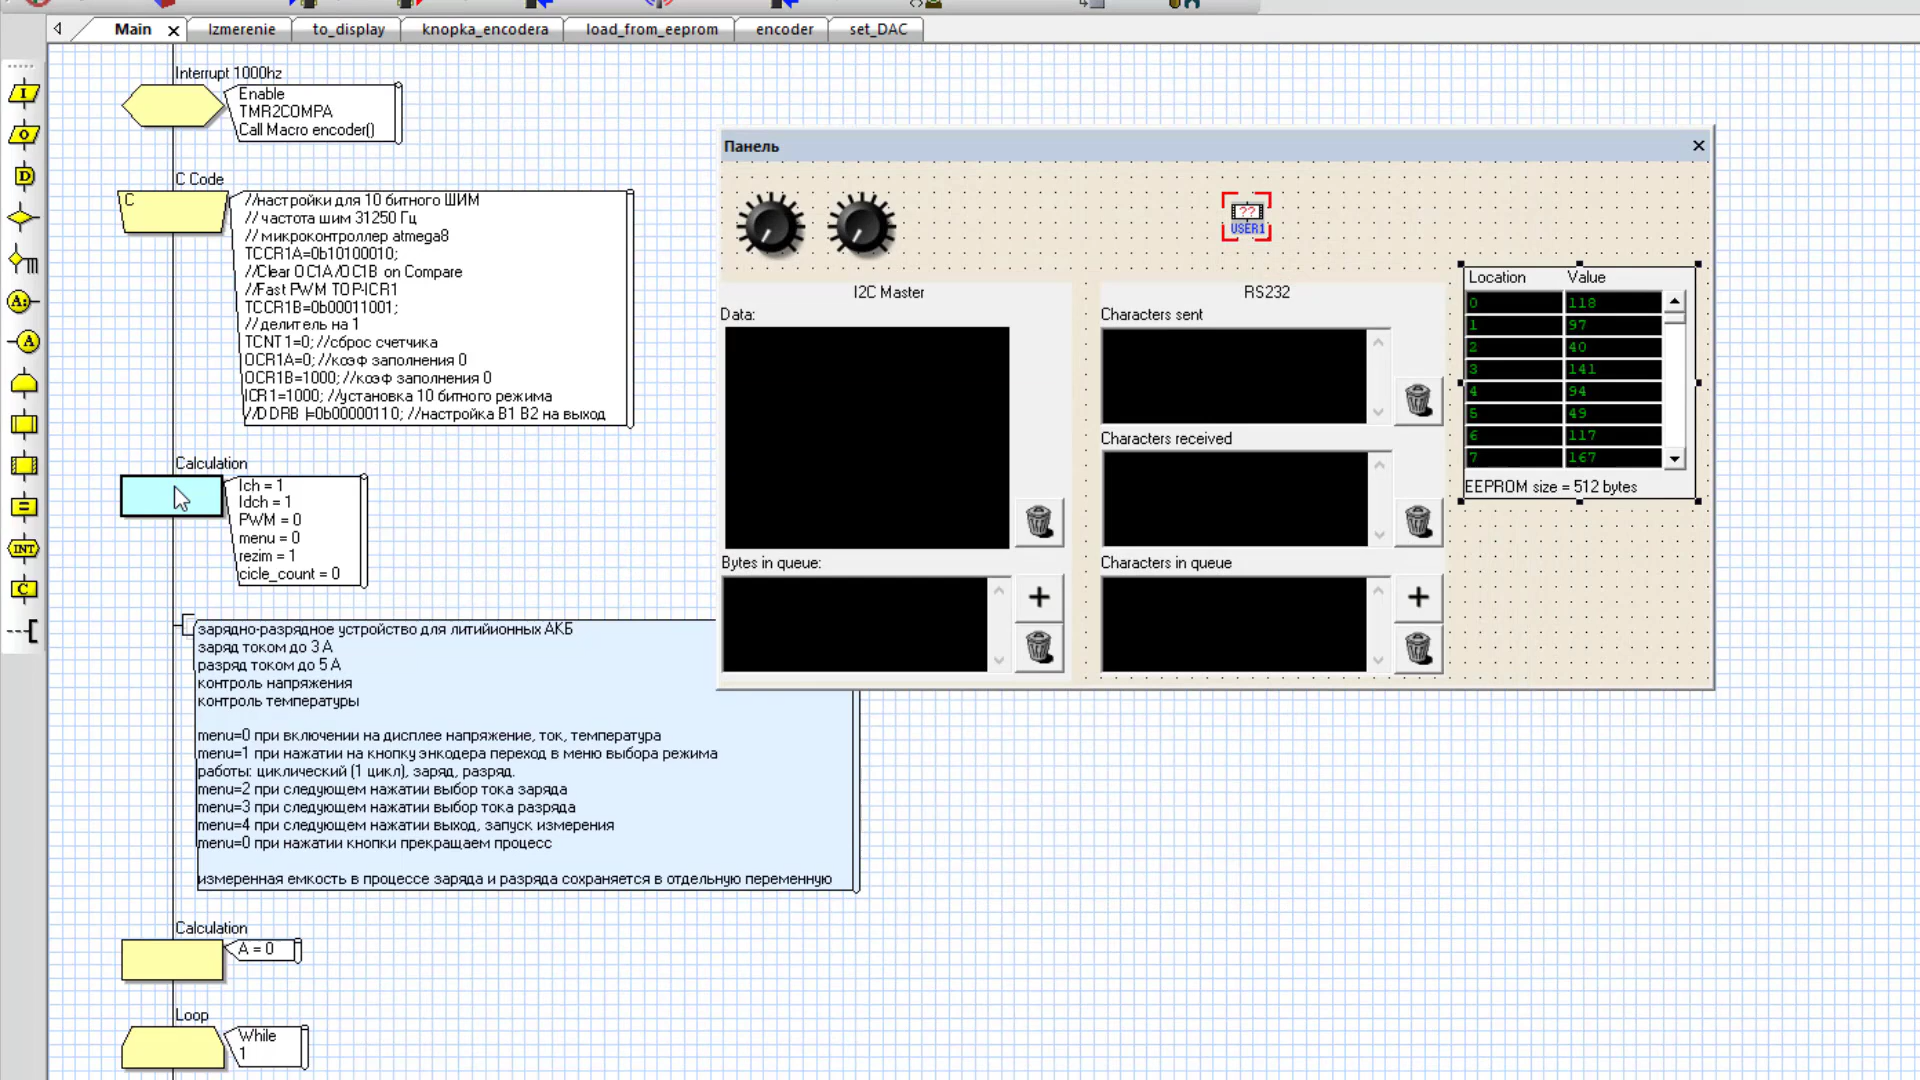 Main
Izmerenie
to_display
knopka_encodera
load_from_eeprom
encoder
set_DAC
I
O
D
A:
A
INT
C
Interrupt 1000hz
Enable
TMR2COMPA
Call Macro encoder()
C Code
C
//настройки для 10 битного ШИМ
// частота шим 31250 Гц
// микроконтроллер atmega8
TCCR1A=0b10100010;
//Clear OC1A/OC1B on Compare
//Fast PWM TOP-ICR1
TCCR1B=0b00011001;
//делитель на 1
TCNT1=0; //сброс счетчика
OCR1A=0; //коэф заполнения 0
OCR1B=1000; //коэф заполнения 0
ICR1=1000; //установка 10 битного режима
//DDRB |=0b00000110; //настройка B1 B2 на выход
Calculation
Ich = 1
Idch = 1
PWM = 0
menu = 0
rezim = 1
cicle_count = 0
зарядно-разрядное устройство для литийионных АКБ
заряд током до 3 А
разряд током до 5 А
контроль напряжения
контроль температуры
menu=0 при включении на дисплее напряжение, ток, температура
menu=1 при нажатии на кнопку энкодера переход в меню выбора режима
работы: циклический (1 цикл), заряд, разряд.
menu=2 при следующем нажатии выбор тока заряда
menu=3 при следующем нажатии выбор тока разряда
menu=4 при следующем нажатии выход, запуск измерения
menu=0 при нажатии кнопки прекращаем процесс
измеренная емкость в процессе заряда и разряда сохраняется в отдельную переменную
Calculation
A = 0
Loop
While
1
Панель
??
USER1
I2C Master
Data:
Bytes in queue:
RS232
Characters sent
Characters received
Characters in queue
Location Value
0 118
1 97
2 40
3 141
4 94
5 49
6 117
7 167
EEPROM size = 512 bytes